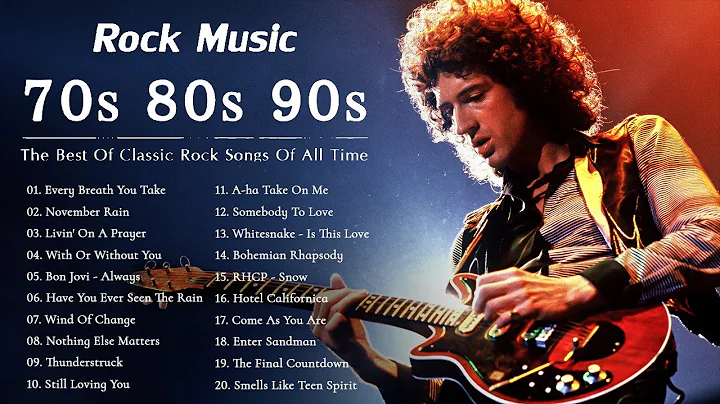 Rock Music
70s 80s 90s
The Best Of Classic Rock Songs Of All Time
01. Every Breath You Take
02. November Rain
03. Livin' On A Prayer
04. With Or Without You
05. Bon Jovi - Always
06. Have You Ever Seen The Rain
07. Wind Of Change
08. Nothing Else Matters
09. Thunderstruck
10. Still Loving You
11. A-ha Take On Me
12. Somebody To Love
13. Whitesnake - Is This Love
14. Bohemian Rhapsody
15. RHCP - Snow
16. Hotel Californica
17. Come As You Are
18. Enter Sandman
19. The Final Countdown
20. Smells Like Teen Spirit